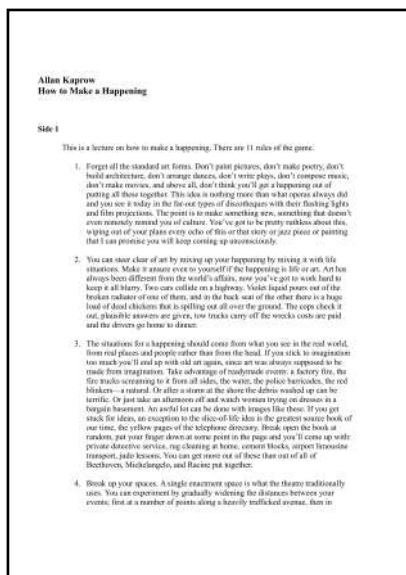 Allan Kaprow
How to Make a Happening
Side 1
This is a lecture on how to make a happening. There are 11 rules of the game.
1. Forget all the standard art forms. Don't paint pictures, don't make poetry, don't
build architecture, don't arrange dances, don't write plays, don't compose music,
don't make movies, and above all, don't think you'll get a happening out of
putting all these together. This idea is nothing more than what operas always did
and you see it today in the far-out types of discotheques with their flashing lights
and film projections. The point is to make something new, something that doesn't
even remotely remind you of culture. You've got to be pretty ruthless about this,
wiping out of your plans every echo of this or that story or jazz piece or painting
that I can promise you will keep coming up unconsciously.
2. You can steer clear of art by mixing up your happening by mixing it with life
situations. Make it unsure even to yourself if the happening is life or art. Art has
always been different from the world's affairs, now you've got to work hard to
keep it all blurry. Two cars collide on a highway. Violet liquid pours out of the
broken radiator of one of them, and in the back seat of the other there is a huge
load of dead chickens that is spilling out all over the ground. The cops check it
out, plausible answers are given, tow trucks carry off the wrecks costs are paid
and the drivers go home to dinner.
3. The situations for a happening should come from what you see in the real world,
from real places and people rather than from the head. If you stick to imagination
too much you'll end up with old art again, since art was always supposed to be
made from imagination. Take advantage of readymade events: a factory fire, the
fire trucks screaming to it from all sides, the water, the police barricades, the red
blinkers—a natural. Or after a storm at the shore the debris washed up can be
terrific. Or just take an afternoon off and watch women trying on dresses in a
bargain basement. An awful lot can be done with images like these. If you get
stuck for ideas, an exception to the slice-of-life idea is the greatest source book of
our time, the yellow pages of the telephone directory. Break open the book at
random, put your finger down at some point in the page and you'll come up with
private detective service, rug cleaning at home, cement blocks, airport limousine
transport, judo lessons. You can get more out of these than out of all of
Beethoven, Michelangelo, and Racine put together.
4. Break up your spaces. A single enactment space is what the theatre traditionally
uses. You can experiment by gradually widening the distances between your
events; first at a number of points along a heavily trafficked avenue, then in